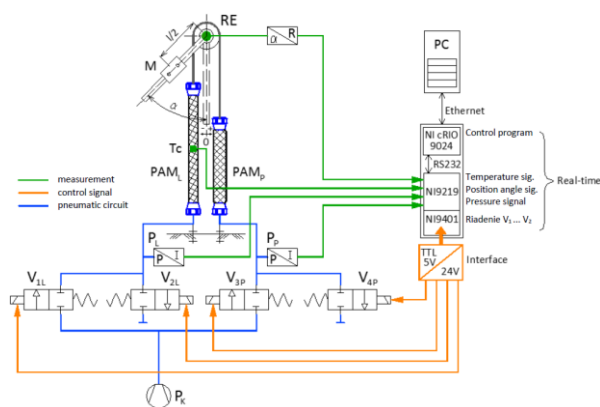 RE
l/2
M
α
α
R
0
Tc
PAM_L
PAM_P
measurement
control signal
pneumatic circuit
PC
Ethernet
NI cRIO
9024
Control program
RS232
NI9219
Temperature sig.
Position angle sig.
Pressure signal
Real-time
NI9401
Riadenie V₁ ... V₂
TTL
5V
24V
Interface
P_L
P
I
P_P
P
I
V_1L
V_2L
V_3P
V_4P
P_K